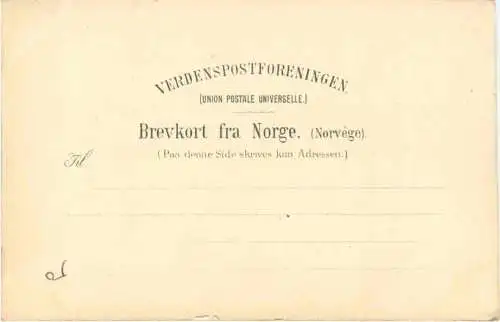 VERDENSPOSTFORENINGEN.
(UNION POSTALE UNIVERSELLE.)
Brevkort fra Norge. (Norvège).
(Paa denne Side skrives kun Adressen.)
Til